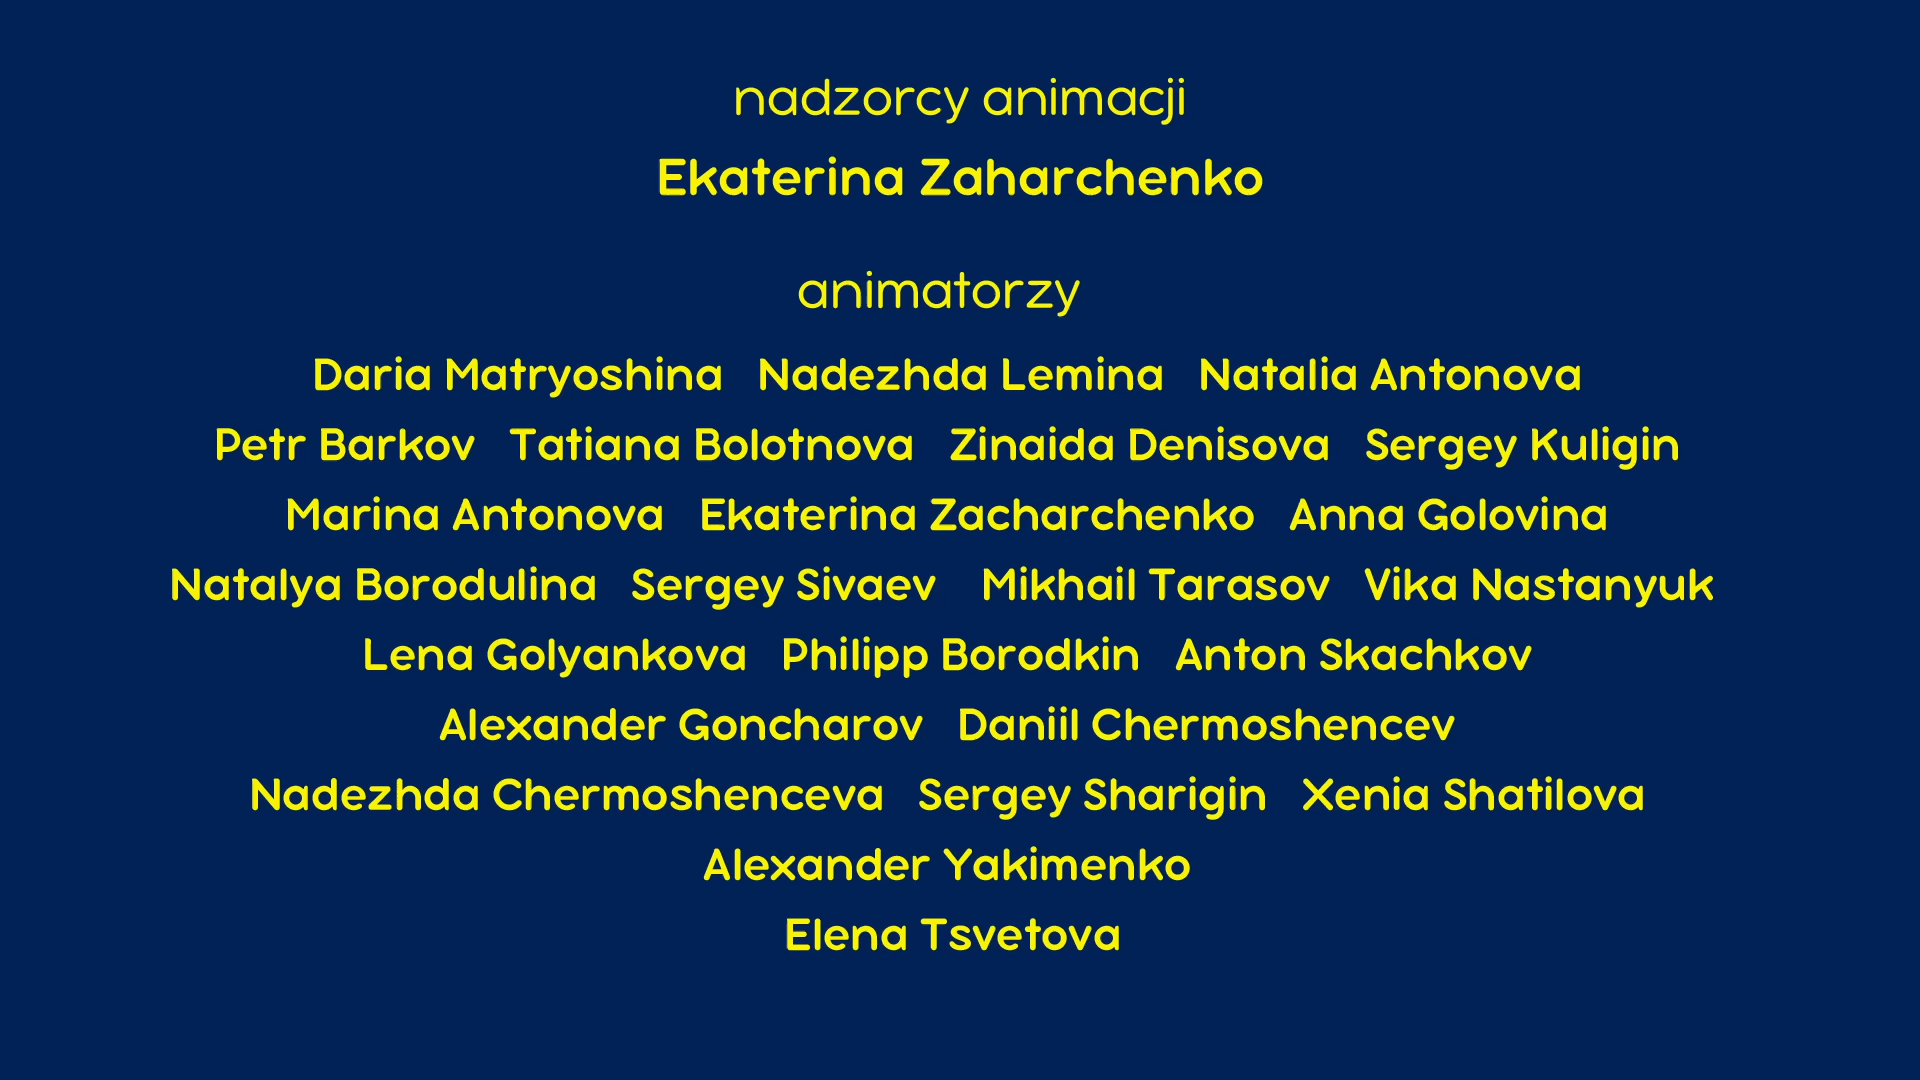 nadzorcy animacji
Ekaterina Zaharchenko
animatorzy
Daria Matryoshina Nadezhda Lemina Natalia Antonova
Petr Barkov Tatiana Bolotnova Zinaida Denisova Sergey Kuligin
Marina Antonova Ekaterina Zacharchenko Anna Golovina
Natalya Borodulina Sergey Sivaev Mikhail Tarasov Vika Nastanyuk
Lena Golyankova Philipp Borodkin Anton Skachkov
Alexander Goncharov Daniil Chermoshencev
Nadezhda Chermoshenceva Sergey Sharigin Xenia Shatilova
Alexander Yakimenko
Elena Tsvetova